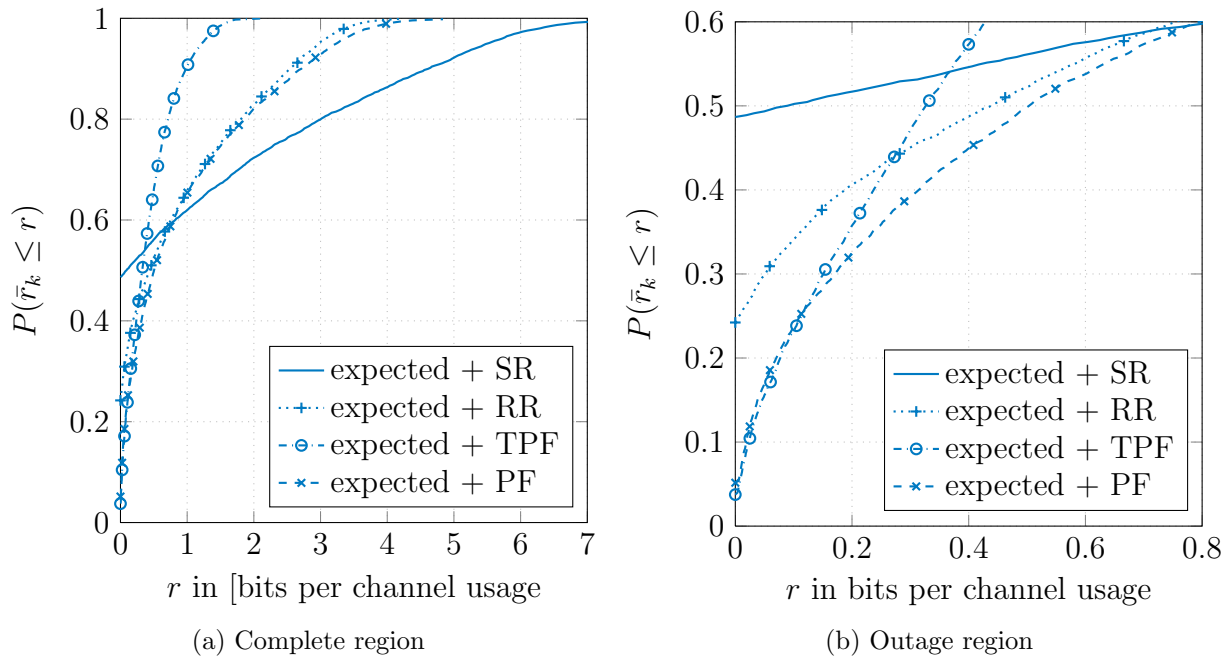 1
0.8
0.6
0.4
0.2
0
0 1 2 3 4 5 6 7
P(r̄ₖ ≤ r)
r in [bits per channel usage
expected + SR
expected + RR
expected + TPF
expected + PF
(a) Complete region
0.6
0.5
0.4
0.3
0.2
0.1
0
0 0.2 0.4 0.6 0.8
P(r̄ₖ ≤ r)
r in bits per channel usage
expected + SR
expected + RR
expected + TPF
expected + PF
(b) Outage region